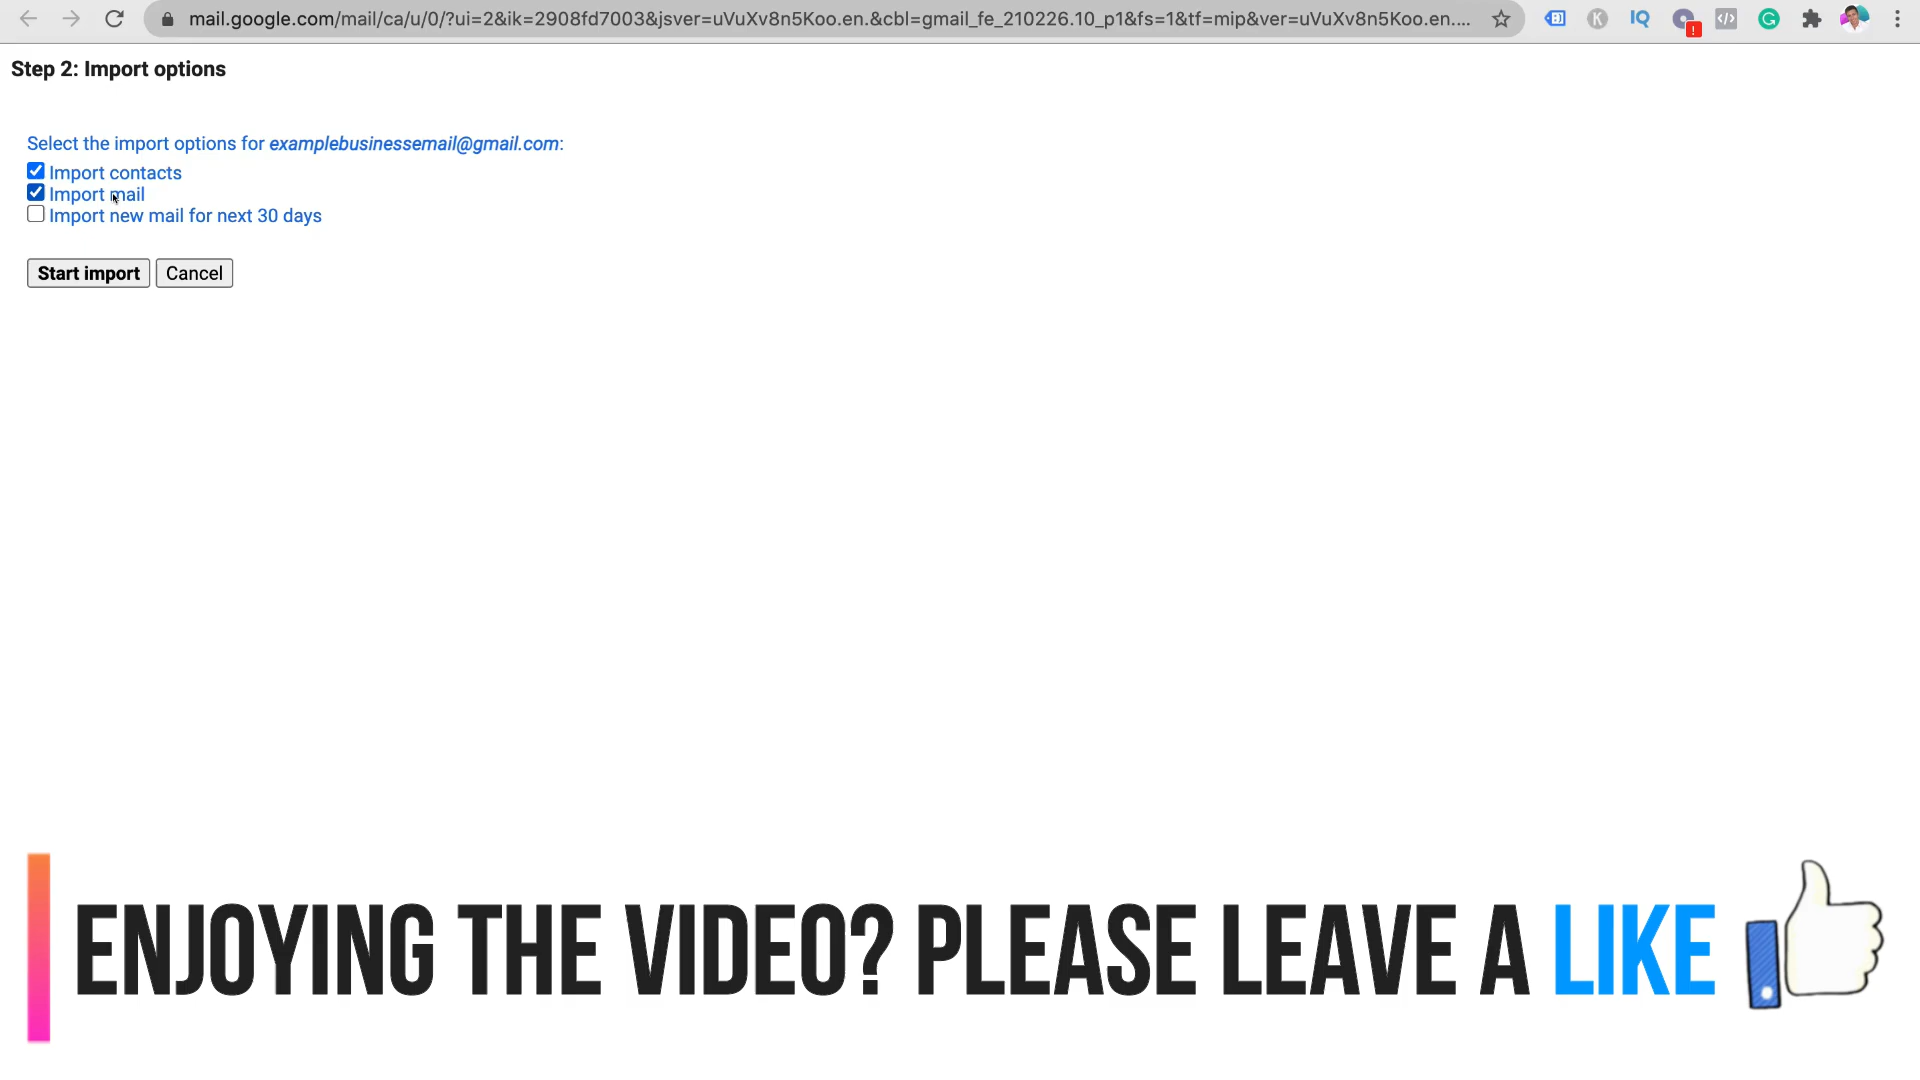 mail.google.com/mail/ca/u/0/?ui=2&ik=2908fd7003&jsver=uVuXv8n5Koo.en.&cbl=gmail_fe_210226.10_p1&fs=1&tf=mip&ver=uVuXv8n5Koo.en....
K
IQ
!
</>
G
Step 2: Import options
Select the import options for examplebusinessemail@gmail.com:
Import contacts
Import mail
Import new mail for next 30 days
Start import Cancel
ENJOYING THE VIDEO? PLEASE LEAVE A LIKE